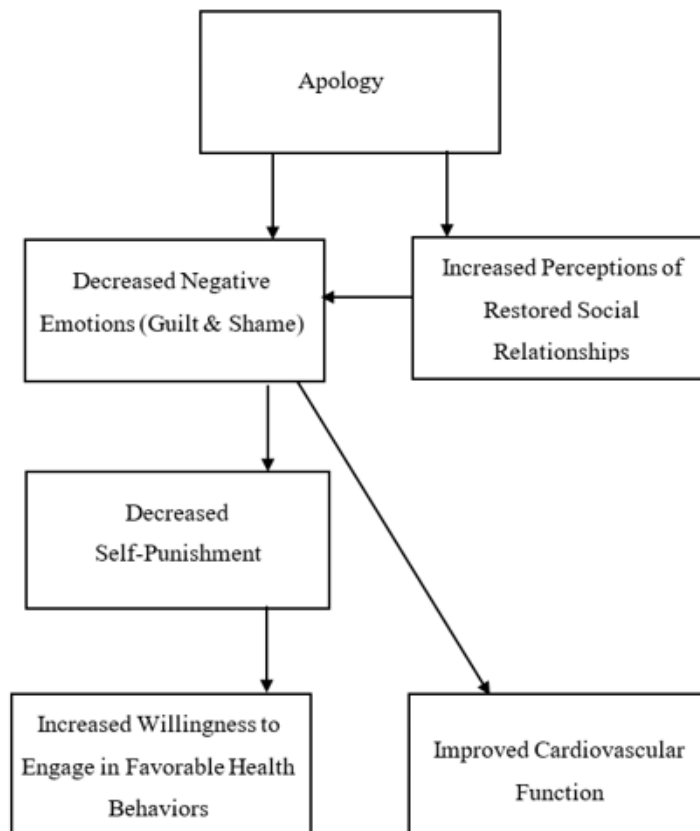 Apology
Decreased Negative
Emotions (Guilt & Shame)
Increased Perceptions of
Restored Social
Relationships
Decreased
Self-Punishment
Increased Willingness to
Engage in Favorable Health
Behaviors
Improved Cardiovascular
Function